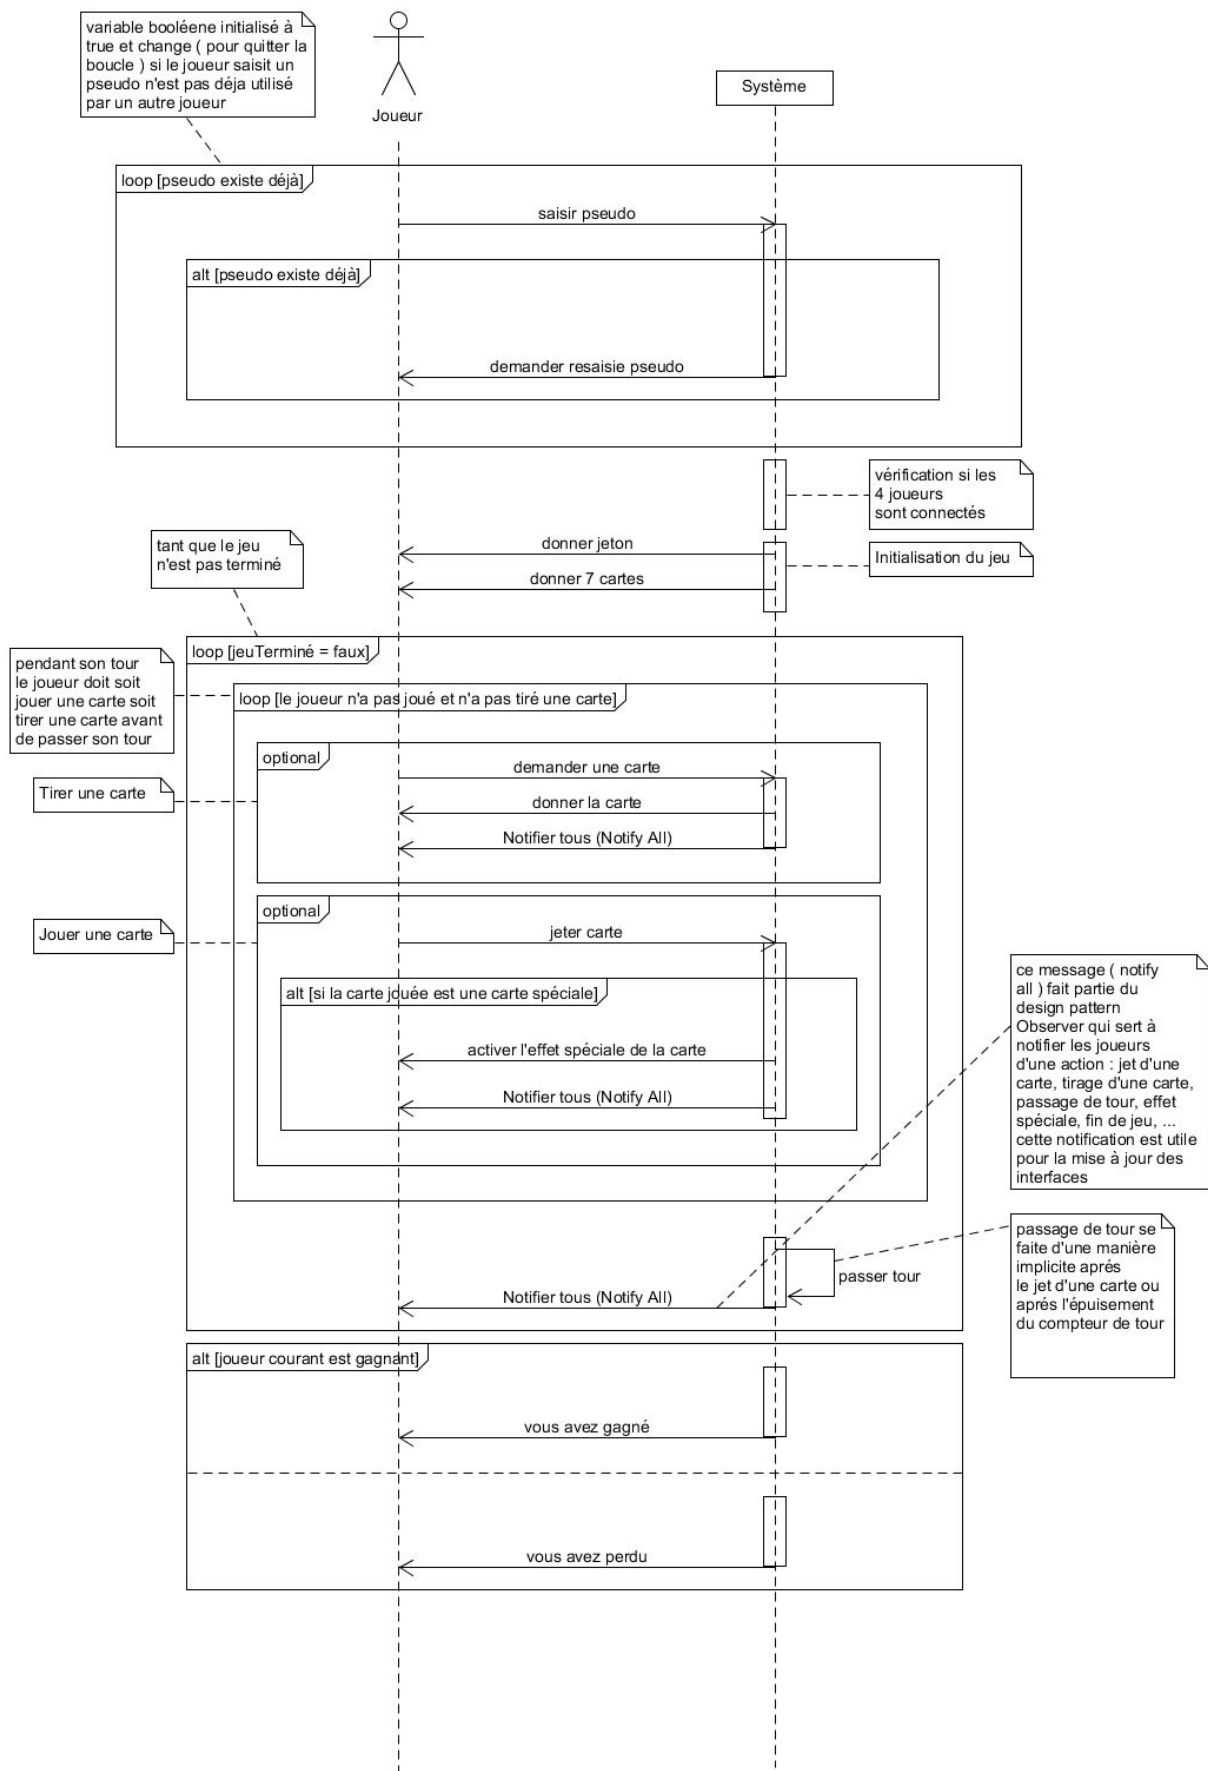 variable booléene initialisé à
true et change ( pour quitter la
boucle ) si le joueur saisit un
pseudo n'est pas déja utilisé
par un autre joueur
Joueur
Système
loop [pseudo existe déjà]
saisir pseudo
alt [pseudo existe déjà]
demander resaisie pseudo
vérification si les
4 joueurs
sont connectés
tant que le jeu
n'est pas terminé
donner jeton
Initialisation du jeu
donner 7 cartes
loop [jeuTerminé = faux]
pendant son tour
le joueur doit soit
jouer une carte soit
tirer une carte avant
de passer son tour
loop [le joueur n'a pas joué et n'a pas tiré une carte]
optional
demander une carte
Tirer une carte
donner la carte
Notifier tous (Notify All)
optional
Jouer une carte
jeter carte
alt [si la carte jouée est une carte spéciale]
activer l'effet spéciale de la carte
Notifier tous (Notify All)
ce message ( notify
all ) fait partie du
design pattern
Observer qui sert à
notifier les joueurs
d'une action : jet d'une
carte, tirage d'une carte,
passage de tour, effet
spéciale, fin de jeu, ...
cette notification est utile
pour la mise à jour des
interfaces
passage de tour se
faite d'une manière
implicite aprés
le jet d'une carte ou
aprés l'épuisement
du compteur de tour
passer tour
Notifier tous (Notify All)
alt [joueur courant est gagnant]
vous avez gagné
vous avez perdu